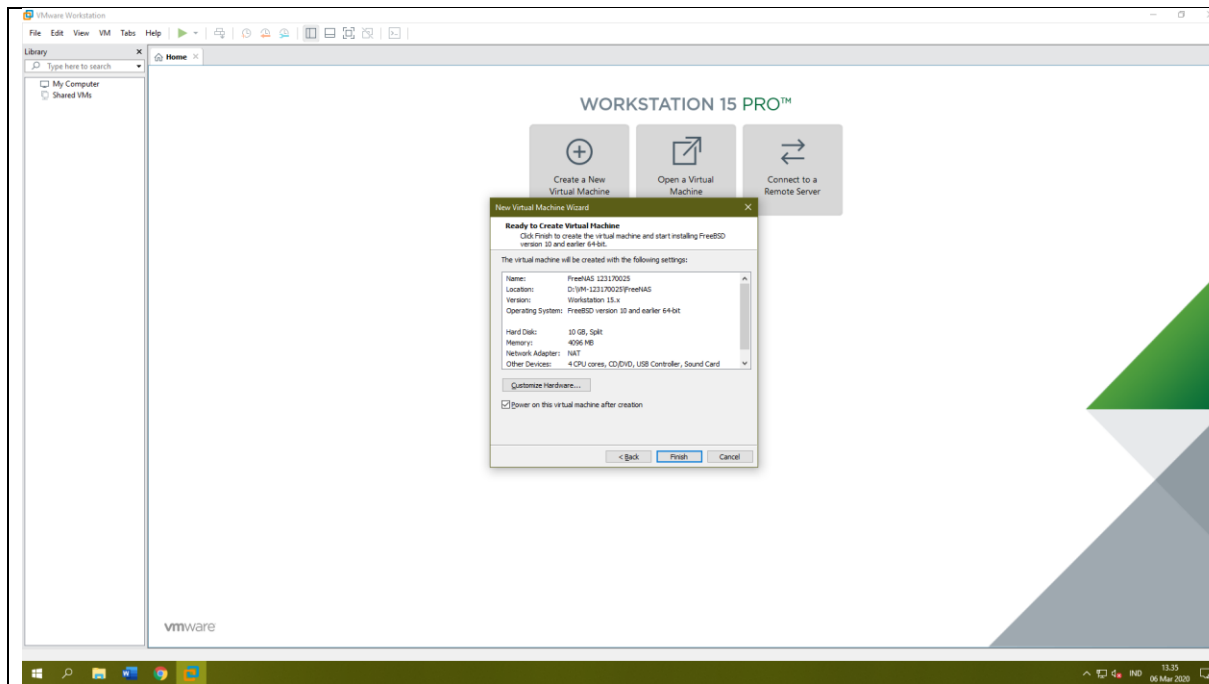 VMware Workstation
File Edit View VM Tabs Help
Library
Home
Type here to search
My Computer
Shared VMs
WORKSTATION 15 PRO™
Create a New
Virtual Machine
Open a Virtual
Machine
Connect to a
Remote Server
New Virtual Machine Wizard
Ready to Create Virtual Machine
Click Finish to create the virtual machine and start installing FreeBSD
version 10 and earlier 64-bit.
The virtual machine will be created with the following settings:
Name: FreeNAS 123170025
Location: D:\VM-123170025\FreeNAS
Version: Workstation 15.x
Operating System: FreeBSD version 10 and earlier 64-bit
Hard Disk: 10 GB, Split
Memory: 4096 MB
Network Adapter: NAT
Other Devices: 4 CPU cores, CD/DVD, USB Controller, Sound Card
Customize Hardware...
Power on this virtual machine after creation
< Back Finish Cancel
vmware
IND
13.35
06 Mar 2020